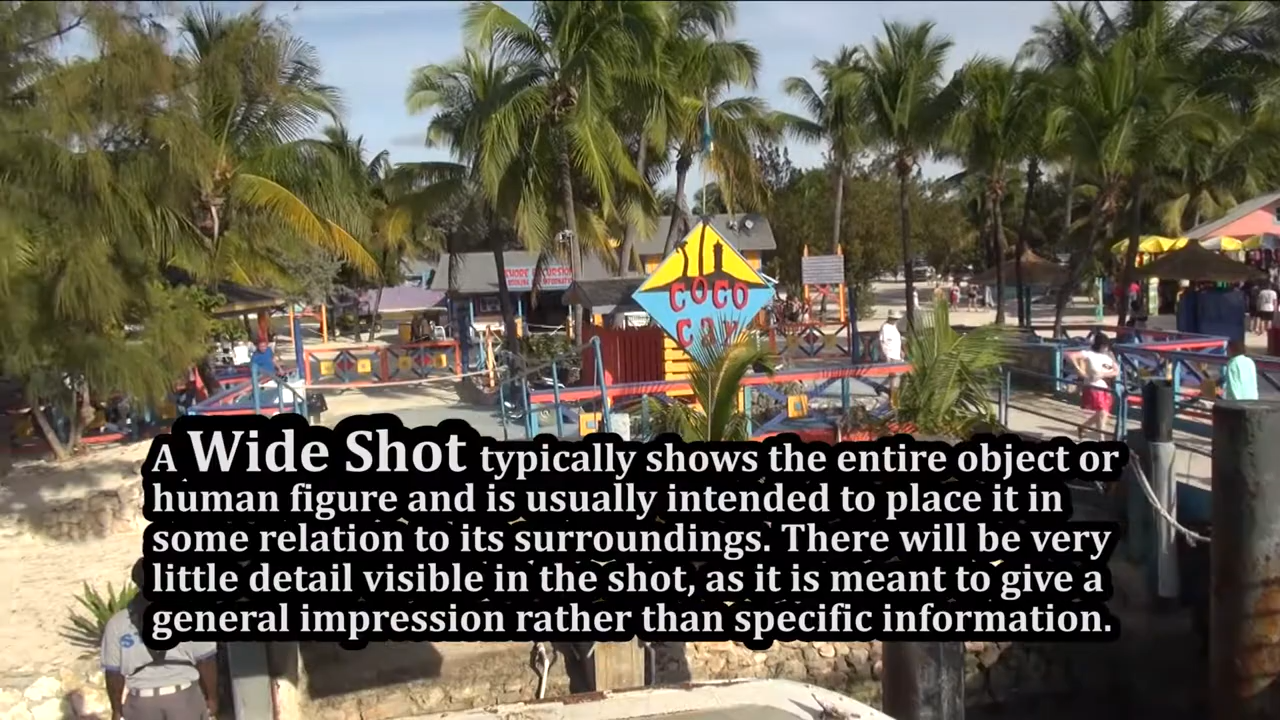 SHORE EXCURSION
COCO
CAY
A Wide Shot typically shows the entire object or
human figure and is usually intended to place it in
some relation to its surroundings. There will be very
little detail visible in the shot, as it is meant to give a
general impression rather than specific information.